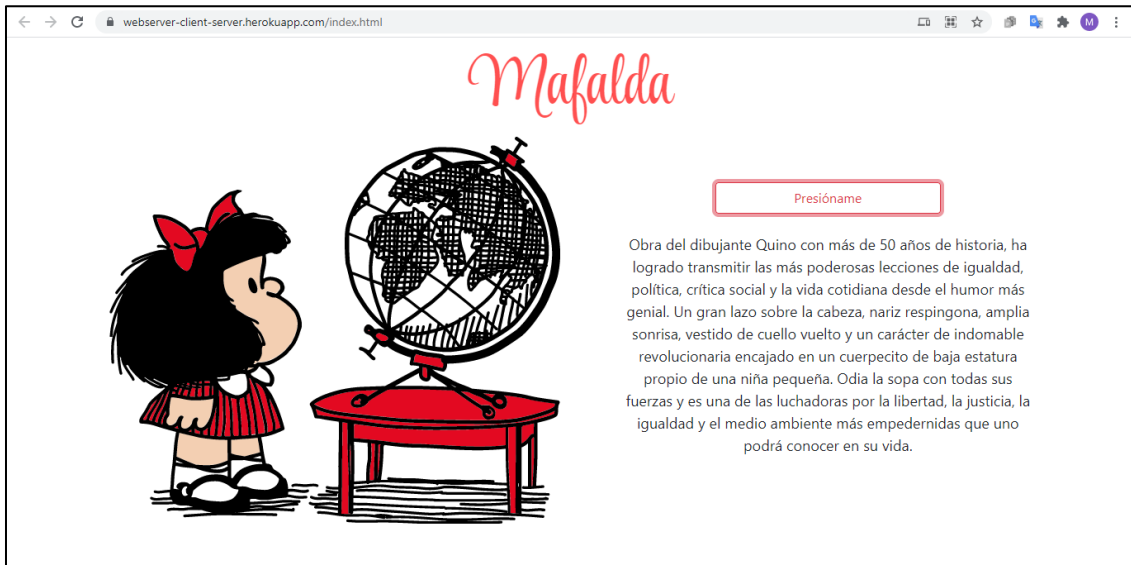 webserver-client-server.herokuapp.com/index.html
M
Mafalda
Presióname
Obra del dibujante Quino con más de 50 años de historia, ha
logrado transmitir las más poderosas lecciones de igualdad,
política, crítica social y la vida cotidiana desde el humor más
genial. Un gran lazo sobre la cabeza, nariz respingona, amplia
sonrisa, vestido de cuello vuelto y un carácter de indomable
revolucionaria encajado en un cuerpecito de baja estatura
propio de una niña pequeña. Odia la sopa con todas sus
fuerzas y es una de las luchadoras por la libertad, la justicia, la
igualdad y el medio ambiente más empedernidas que uno
podrá conocer en su vida.